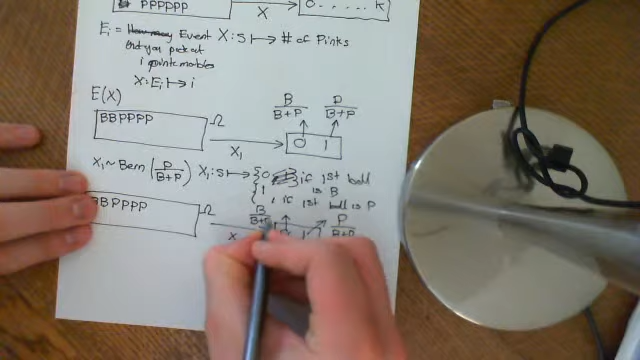 PPPPPP X 0 . . . . . K
Ei = Event X : s ↦ # of Pinks
that you pick out
i pink marbles
X : Ei ↦ i
E(X)
B/B+P P/B+P
BBPPPP Ω X1 0 1
X1 ~ Bern (P/B+P) X1 : s ↦ { 0 if 1st ball is B
{ 1 , if 1st ball is P
BBPPPP Ω X B P/B+P